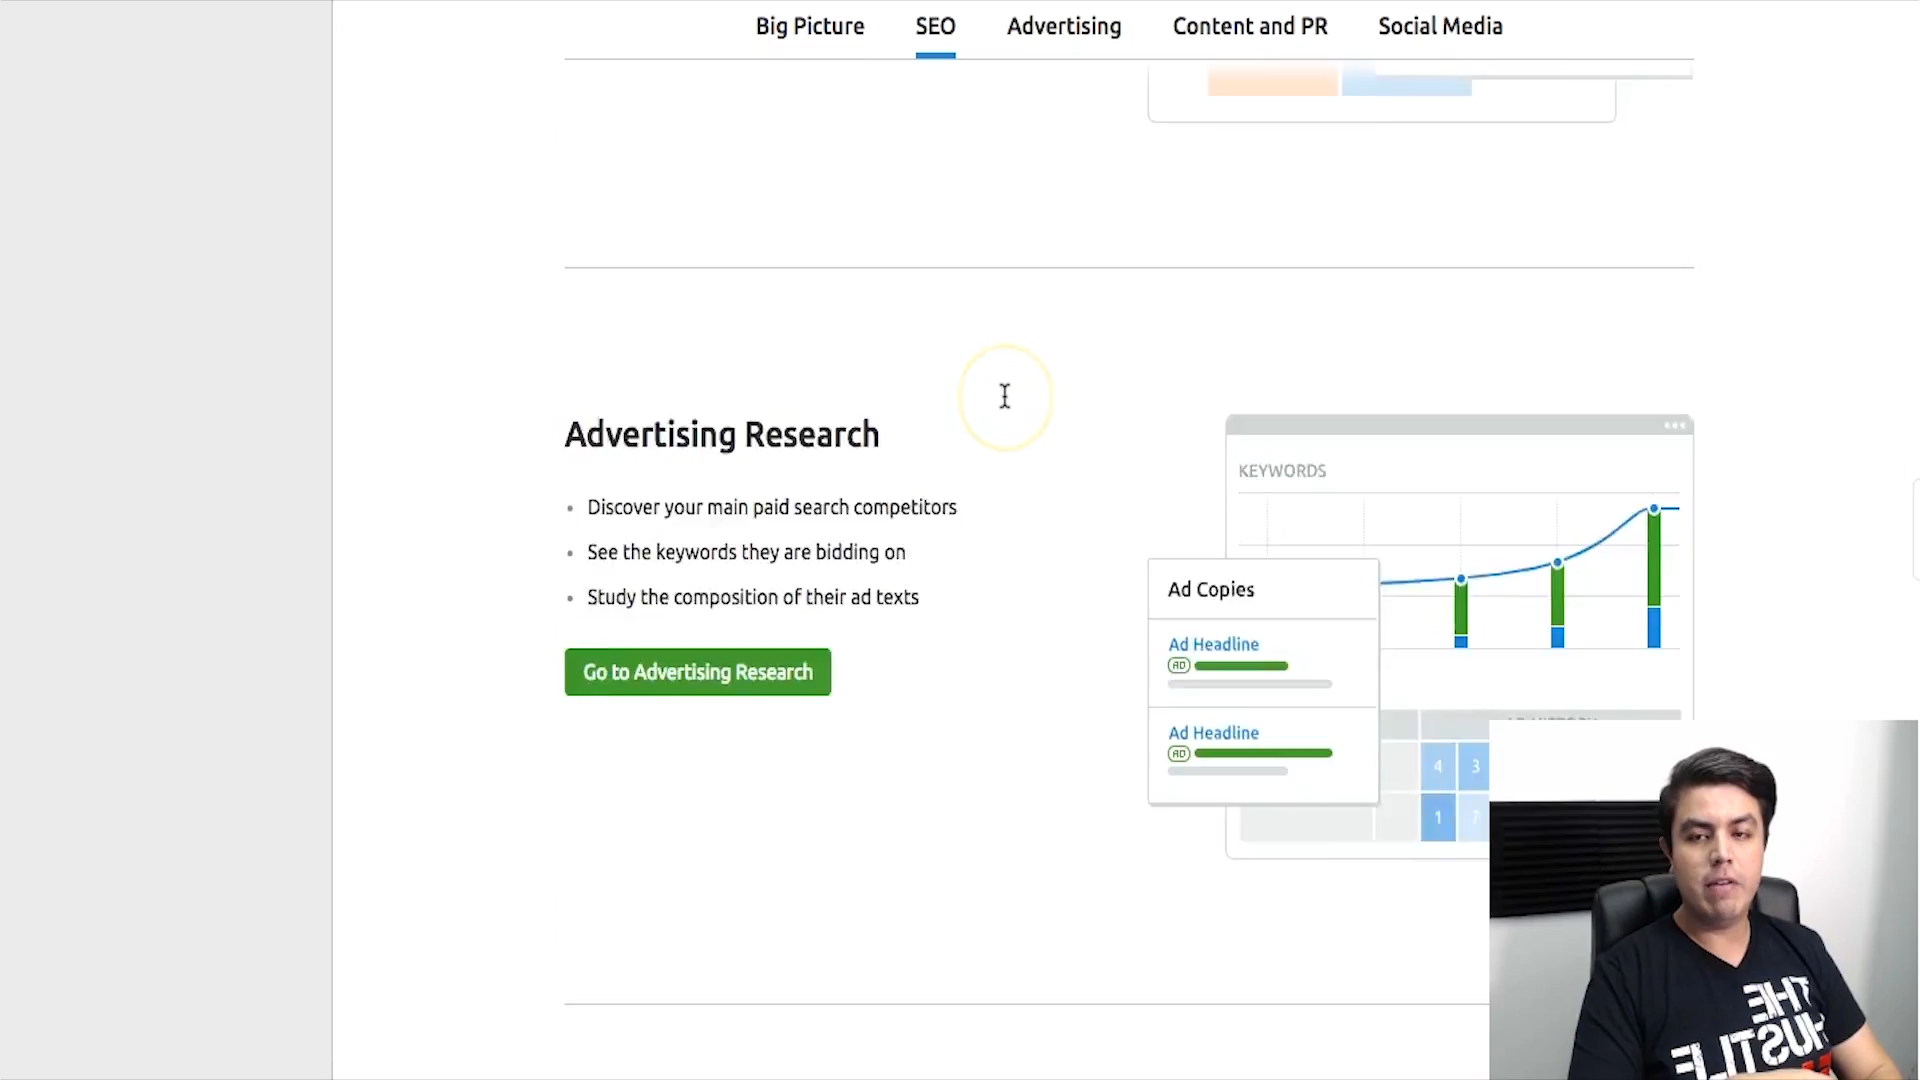 Big Picture SEO Advertising Content and PR Social Media
Advertising Research
Discover your main paid search competitors
See the keywords they are bidding on
Study the composition of their ad texts
Go to Advertising Research
KEYWORDS
Ad Copies
Ad Headline
AD
Ad Headline
AD
4 3
1 7
THE
HUSTLE